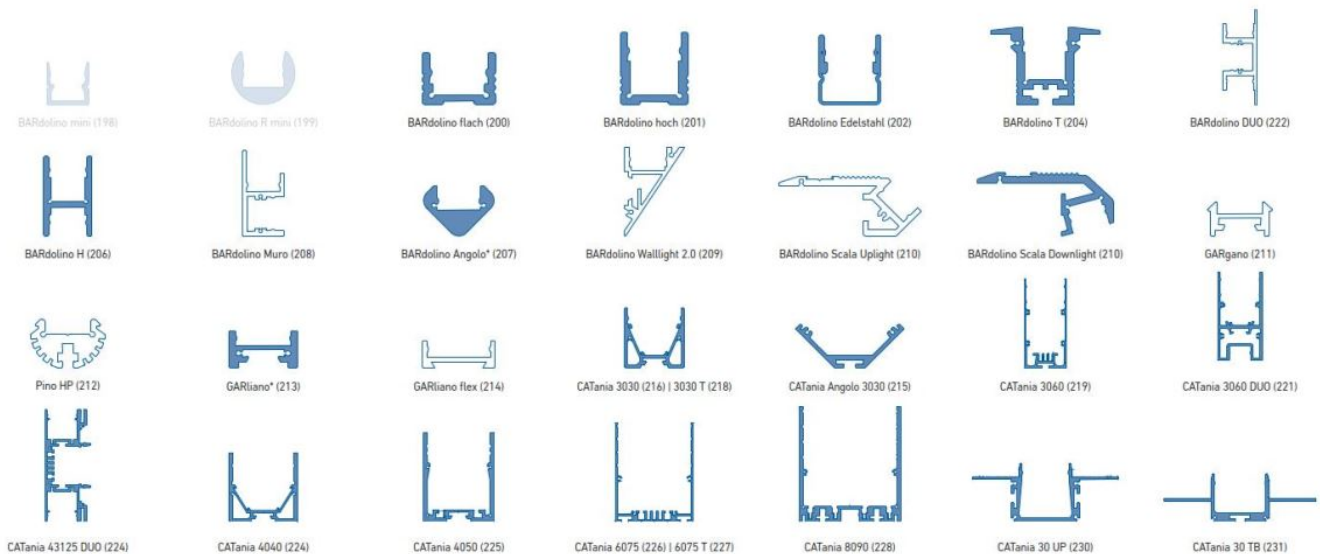 BARdolino mini (198)
BARdolino R mini (199)
BARdolino flach (200)
BARdolino hoch (201)
BARdolino Edelstahl (202)
BARdolino T (204)
BARdolino DUO (222)
BARdolino H (206)
BARdolino Muro (208)
BARdolino Angolo* (207)
BARdolino Walllight 2.0 (209)
BARdolino Scala Uplight (210)
BARdolino Scala Downlight (210)
GARgano (211)
Pino HP (212)
GARliano* (213)
GARliano flex (214)
CATania 3030 (216) | 3030 T (218)
CATania Angolo 3030 (215)
CATania 3060 (219)
CATania 3060 DUO (221)
CATania 43125 DUO (224)
CATania 4040 (224)
CATania 4050 (225)
CATania 6075 (226) | 6075 T (227)
CATania 8090 (228)
CATania 30 UP (230)
CATania 30 TB (231)